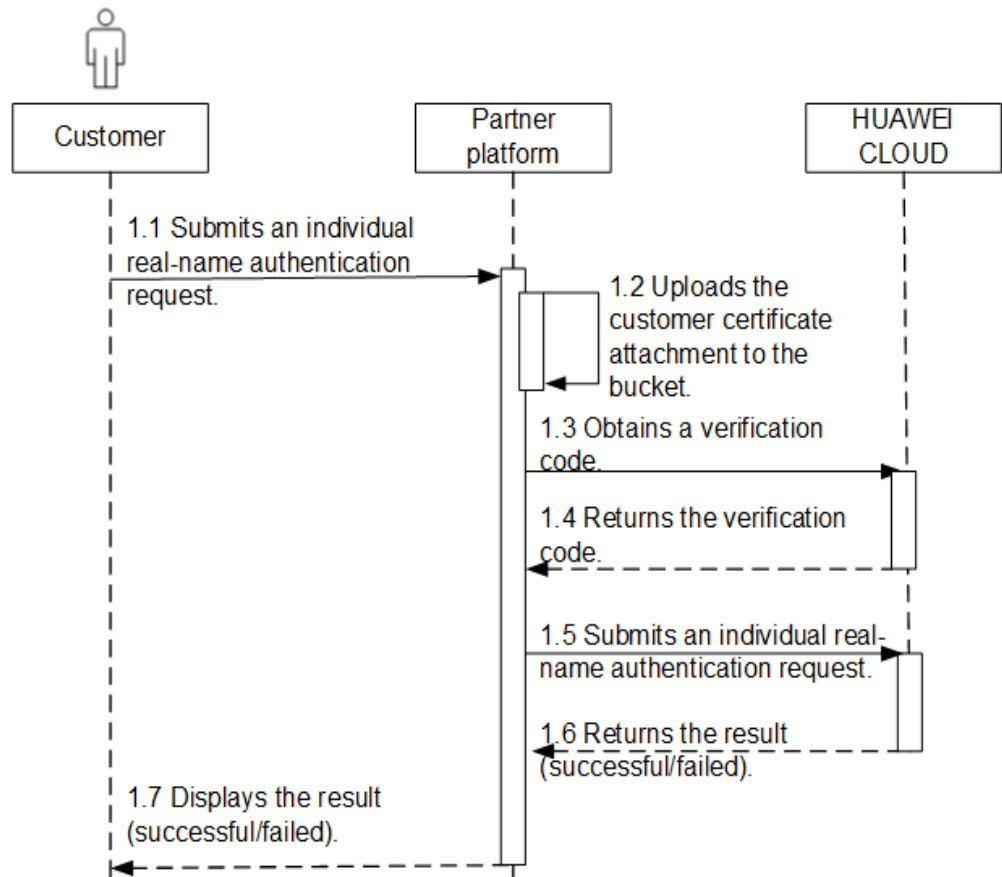 Customer
Partner
platform
HUAWEI
CLOUD
1.1 Submits an individual
real-name authentication
request.
1.2 Uploads the
customer certificate
attachment to the
bucket.
1.3 Obtains a verification
code.
1.4 Returns the verification
code.
1.5 Submits an individual real-
name authentication request.
1.6 Returns the result
(successful/failed).
1.7 Displays the result
(successful/failed).